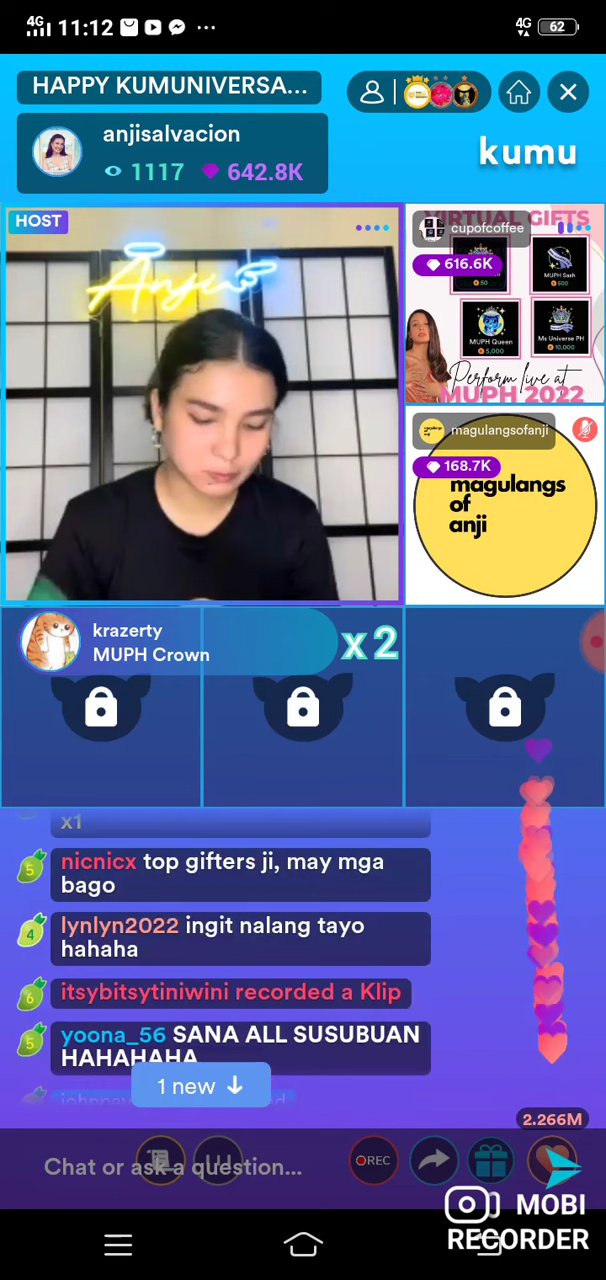 4G
11:12
4G
62
HAPPY KUMUNIVERSA...
anjisalvacion
1117
642.8K
kumu
HOST
Anji
VIRTUAL GIFTS
cupofcoffee
616.6K
MUPH Sash
MUPH Queen
5,000
Ms Universe PH
10,000
Perform live at
MUPH 2022
magulangsofanji
168.7K
magulangs
of
anji
krazerty
MUPH Crown
x2
x1
5
nicnicx top gifters ji, may mga
bago
4
lynlyn2022 ingit nalang tayo
hahaha
6
itsybitsytiniwini recorded a Klip
5
yoona_56 SANA ALL SUSUBUAN
HAHAHAHA
1 new
2.266M
Chat or ask a question...
REC
MOBI
RECORDER